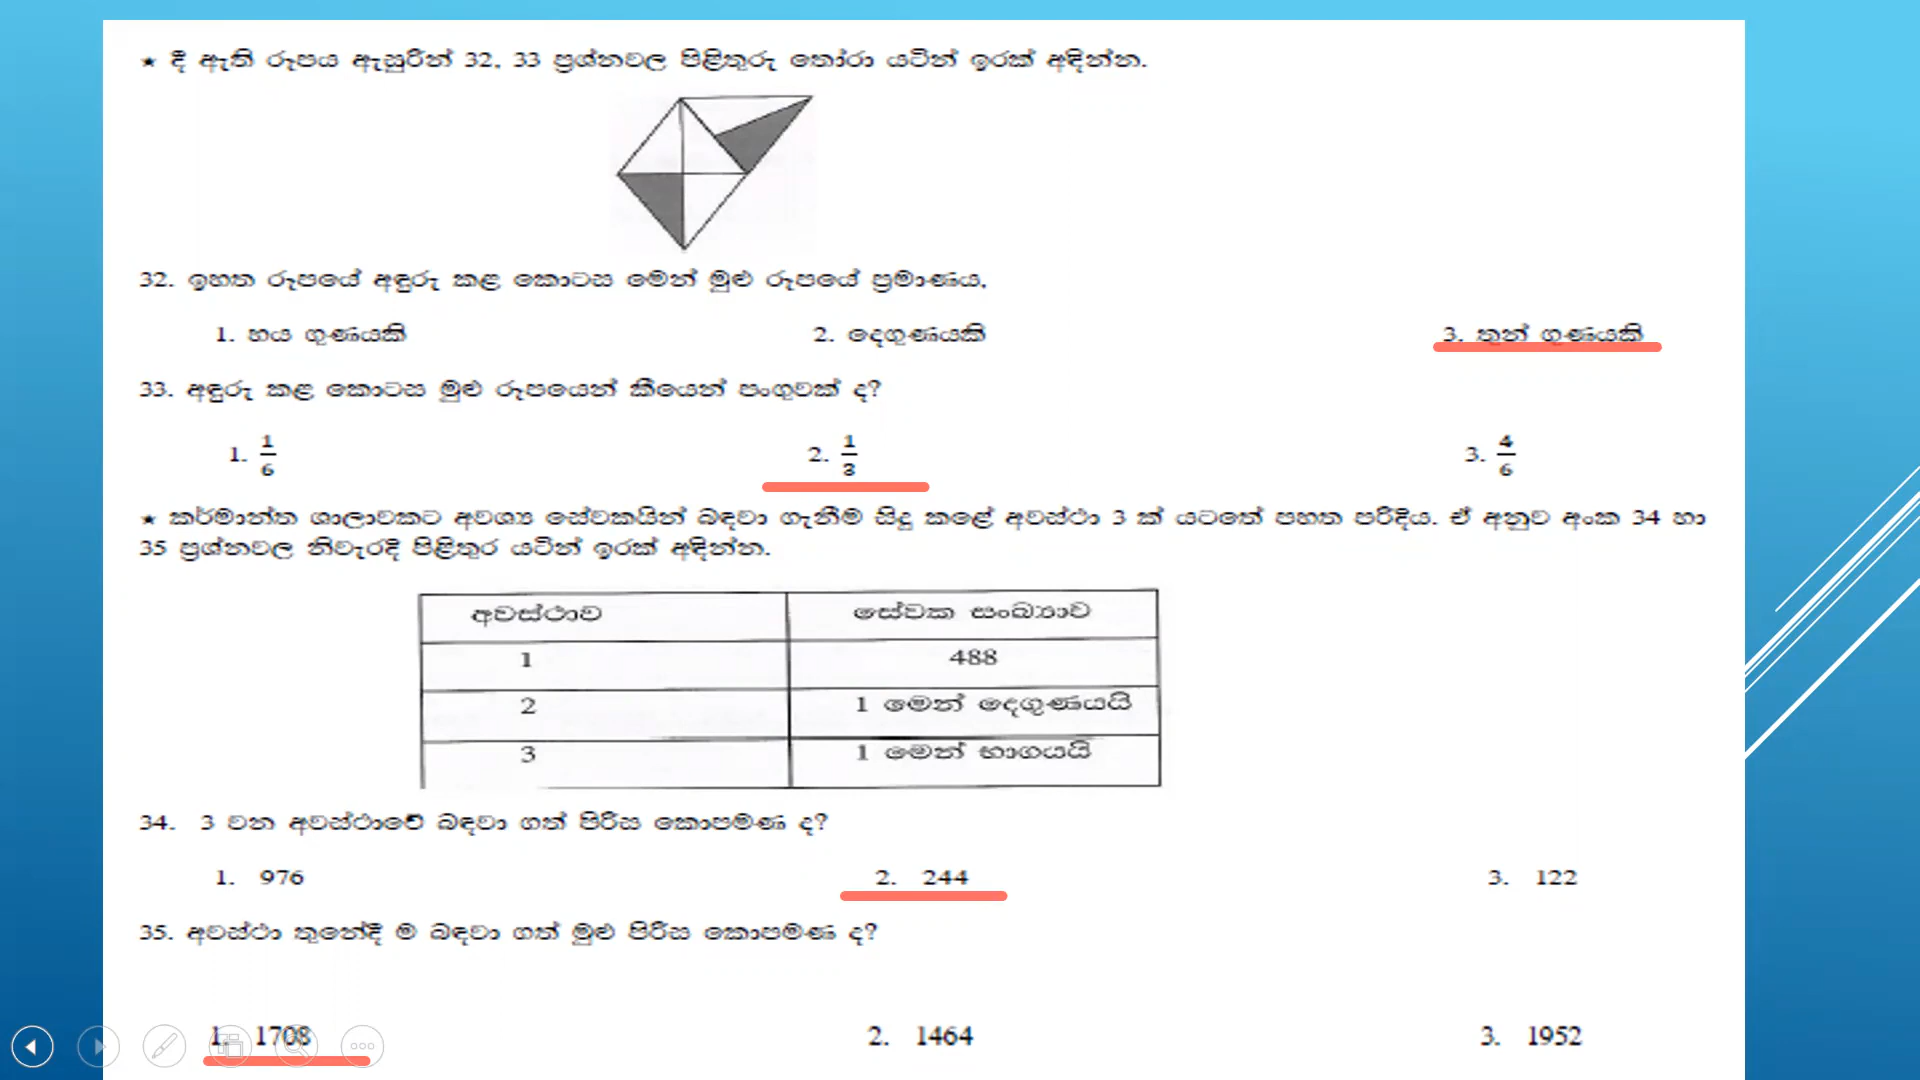 ★ දී ඇති රූපය ඇසුරින් 32, 33 ප්‍රශ්නවල පිළිතුරු තෝරා යටින් ඉරක් අඳින්න.
32. ඉහත රූපයේ අඳුරු කළ කොටස මෙන් මුළු රූපයේ ප්‍රමාණය,
1. හය ගුණයකි 2. දෙගුණයකි 3. තුන් ගුණයකි
33. අඳුරු කළ කොටස මුළු රූපයෙන් කීයෙන් පංගුවක් ද?
1. 1/6 2. 1/3 3. 4/6
★ කර්මාන්ත ශාලාවකට අවශ්‍ය සේවකයින් බඳවා ගැනීම සිදු කළේ අවස්ථා 3 ක් යටතේ පහත පරිදිය. ඒ අනුව අංක 34 හා
35 ප්‍රශ්නවල නිවැරදි පිළිතුර යටින් ඉරක් අඳින්න.
අවස්ථාව සේවක සංඛ්‍යාව
1 488
2 1 මෙන් දෙගුණයයි
3 1 මෙන් භාගයයි
34. 3 වන අවස්ථාවේ බඳවා ගත් පිරිස කොපමණ ද?
1. 976 2. 244 3. 122
35. අවස්ථා තුනේදී ම බඳවා ගත් මුළු පිරිස කොපමණ ද?
1. 1708 2. 1464 3. 1952